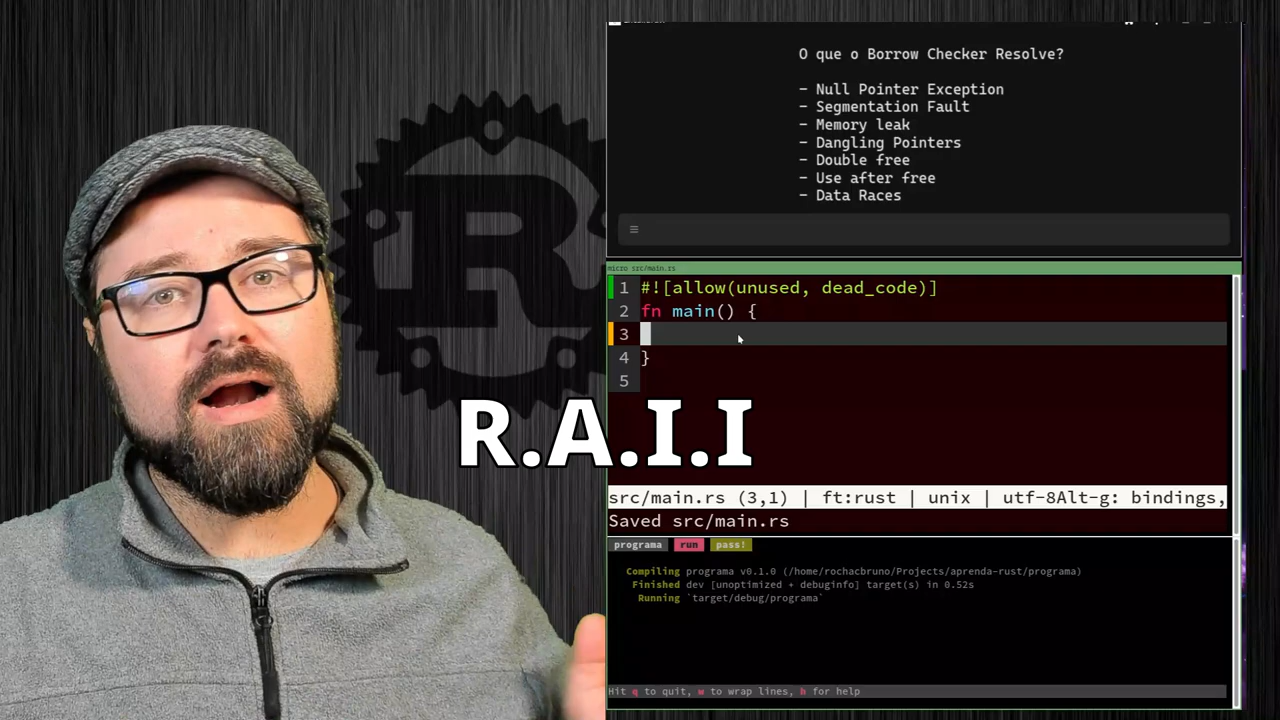 O que o Borrow Checker Resolve?
- Null Pointer Exception
- Segmentation Fault
- Memory leak
- Dangling Pointers
- Double free
- Use after free
- Data Races
micro src/main.rs
1 #![allow(unused, dead_code)]
2 fn main() {
3
4 }
5
R.A.I.I
src/main.rs (3,1) | ft:rust | unix | utf-8Alt-g: bindings,
Saved src/main.rs
programa run pass!
Compiling programa v0.1.0 (/home/rochacbruno/Projects/aprenda-rust/programa)
Finished dev [unoptimized + debuginfo] target(s) in 0.52s
Running `target/debug/programa`
Hit q to quit, w to wrap lines, h for help
R